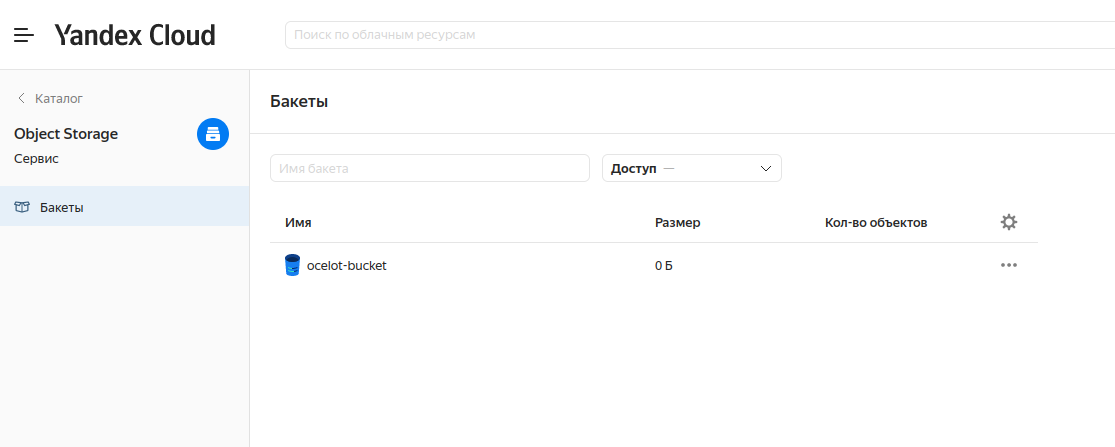 Yandex Cloud
Поиск по облачным ресурсам
Каталог
Object Storage
Сервис
Бакеты
Бакеты
Имя бакета
Доступ —
Имя Размер Кол-во объектов
ocelot-bucket 0 Б